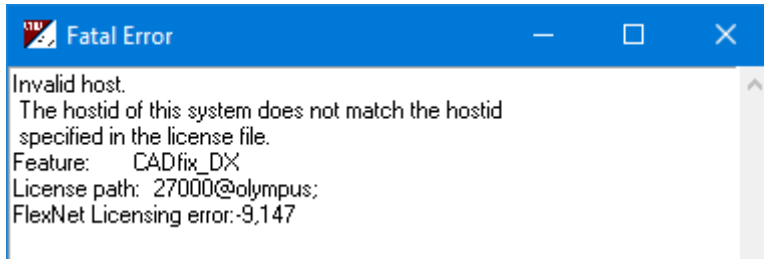 Fatal Error
Invalid host.
The hostid of this system does not match the hostid
specified in the license file.
Feature: CADfix_DX
License path: 27000@olympus;
FlexNet Licensing error:-9,147